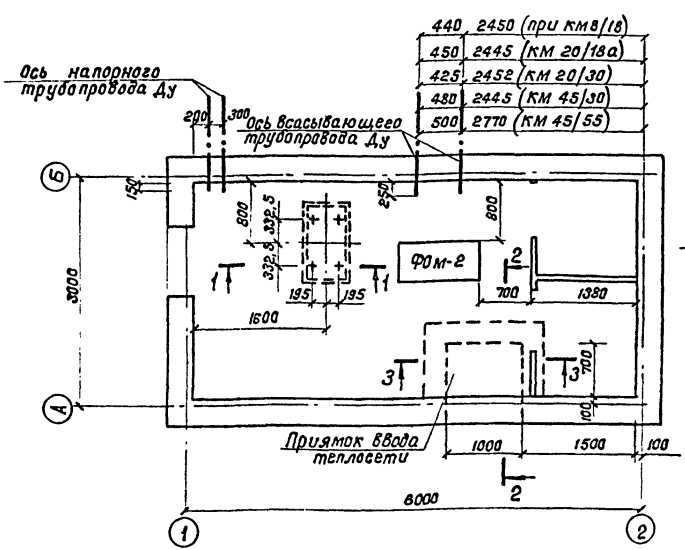 440 2450 (при КМ8/18)
450 2445 (КМ 20/18а)
425 2452 (КМ 20/30)
480 2445 (КМ 45/30)
500 2770 (КМ 45/55)
Ось напорного
трубопровода Ду
200 300
Ось всасывающего
трубопровода Ду
Б
150
800
332,5
332,5
250
800
ФОМ-2
2
1 1
195 195
700 1380
1600
3000
3 3
700
100
А
Приямок ввода
теплосети
1000 1500 100
2
6000
1 2